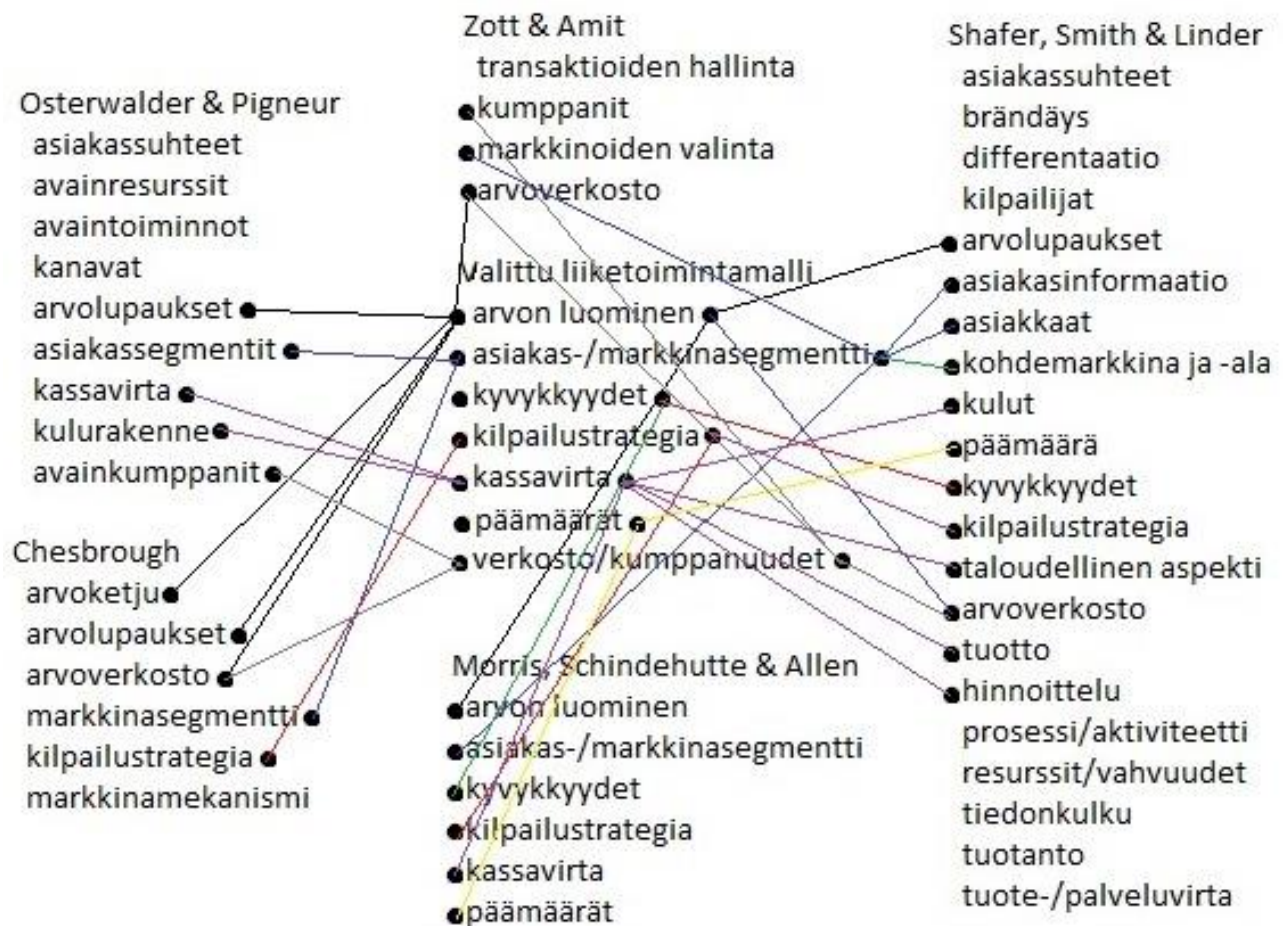 Osterwalder & Pigneur
asiakassuhteet
avainresurssit
avaintoiminnot
kanavat
arvolupaukset
asiakassegmentit
kassavirta
kulurakenne
avainkumppanit
Chesbrough
arvoketju
arvolupaukset
arvoverkosto
markkinasegmentti
kilpailustrategia
markkinamekanismi
Zott & Amit
transaktioiden hallinta
kumppanit
markkinoiden valinta
arvoverkosto
Valittu liiketoimintamalli
arvon luominen
asiakas-/markkinasegmentti
kyvykkyydet
kilpailustrategia
kassavirta
päämäärät
verkosto/kumppanuudet
Morris, Schindehutte & Allen
arvon luominen
asiakas-/markkinasegmentti
kyvykkyydet
kilpailustrategia
kassavirta
päämäärät
Shafer, Smith & Linder
asiakassuhteet
brändäys
differentaatio
kilpailijat
arvolupaukset
asiakasinformaatio
asiakkaat
kohdemarkkina ja -ala
kulut
päämäärä
kyvykkyydet
kilpailustrategia
taloudellinen aspekti
arvoverkosto
tuotto
hinnoittelu
prosessi/aktiviteetti
resurssit/vahvuudet
tiedonkulku
tuotanto
tuote-/palveluvirta